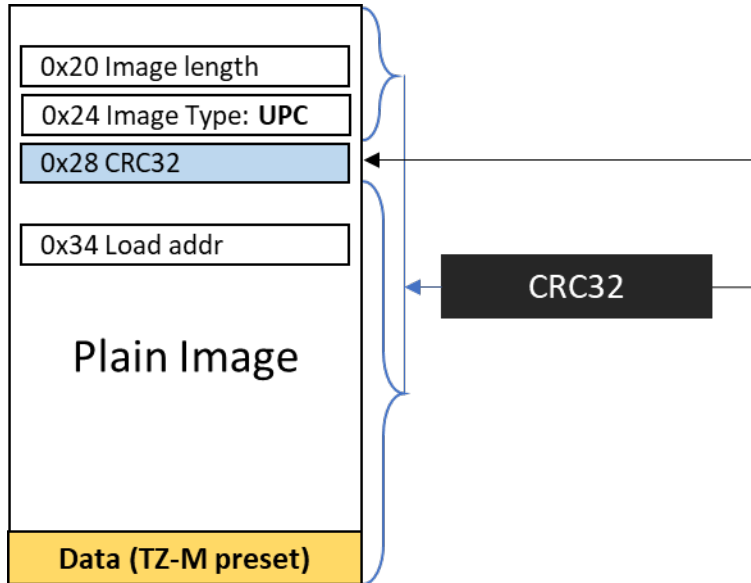 0x20 Image length
0x24 Image Type: UPC
0x28 CRC32
0x34 Load addr
CRC32
Plain Image
Data (TZ-M preset)